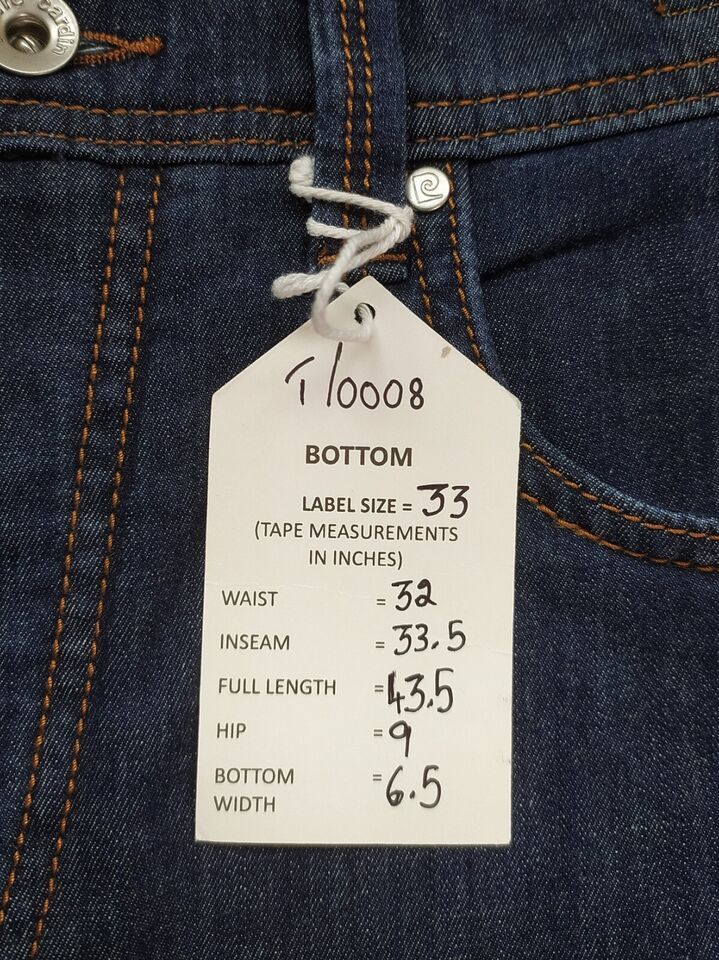 cardin
T/0008
BOTTOM
LABEL SIZE = 33
(TAPE MEASUREMENTS
IN INCHES)
WAIST = 32
INSEAM = 33.5
FULL LENGTH = 43.5
HIP = 9
BOTTOM = 6.5
WIDTH